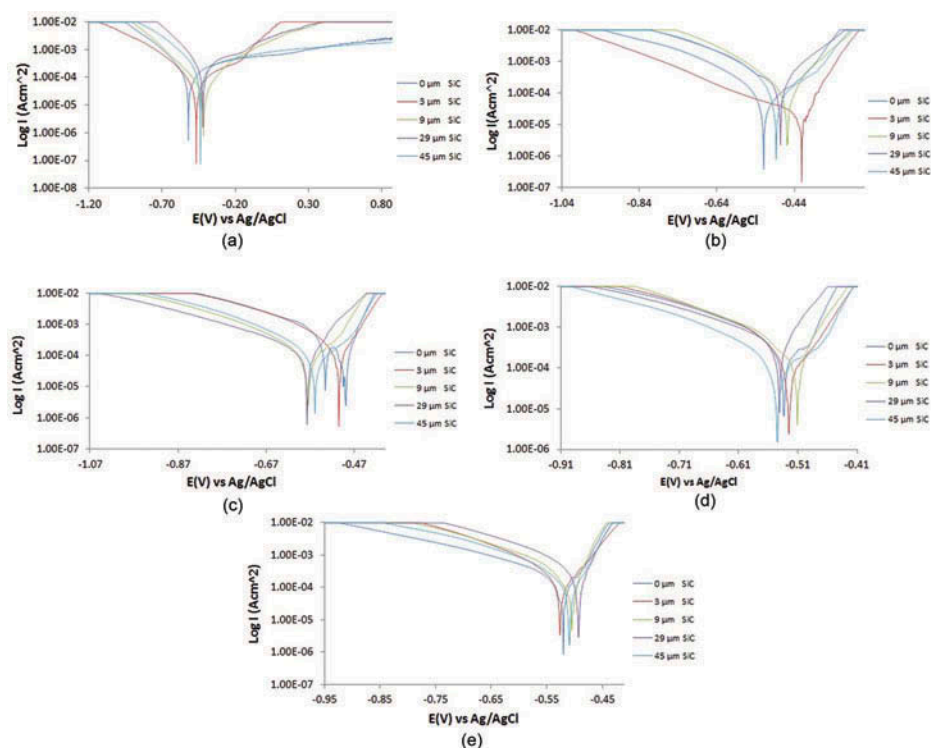 1.00E-02
1.00E-03
1.00E-04
1.00E-05
1.00E-06
1.00E-07
1.00E-08
Log I (Acm^2)
-1.20 -0.70 -0.20 0.30 0.80
E(V) vs Ag/AgCl
0 µm SiC
3 µm SiC
9 µm SiC
29 µm SiC
45 µm SiC
(a)
1.00E-02
1.00E-03
1.00E-04
1.00E-05
1.00E-06
1.00E-07
Log I(Acm^2)
-1.04 -0.84 -0.64 -0.44
E(V) vs Ag/AgCl
0 µm SiC
3 µm SiC
9 µm SiC
29 µm SiC
45 µm SiC
(b)
1.00E-02
1.00E-03
1.00E-04
1.00E-05
1.00E-06
1.00E-07
Log I (Acm^2)
-1.07 -0.87 -0.67 -0.47
E(V) vs Ag/AgCl
0 µm SiC
3 µm SiC
9 µm SiC
29 µm SiC
45 µm SiC
(c)
1.00E-02
1.00E-03
1.00E-04
1.00E-05
1.00E-06
Log I (Acm^2)
-0.91 -0.81 -0.71 -0.61 -0.51 -0.41
E(V) vs Ag/AgCl
0 µm SiC
3 µm SiC
9 µm SiC
29 µm SiC
45 µm SiC
(d)
1.00E-02
1.00E-03
1.00E-04
1.00E-05
1.00E-06
1.00E-07
Log I (Acm^2)
-0.95 -0.85 -0.75 -0.65 -0.55 -0.45
E(V) vs Ag/AgCl
0 µm SiC
3 µm SiC
9 µm SiC
29 µm SiC
45 µm SiC
(e)